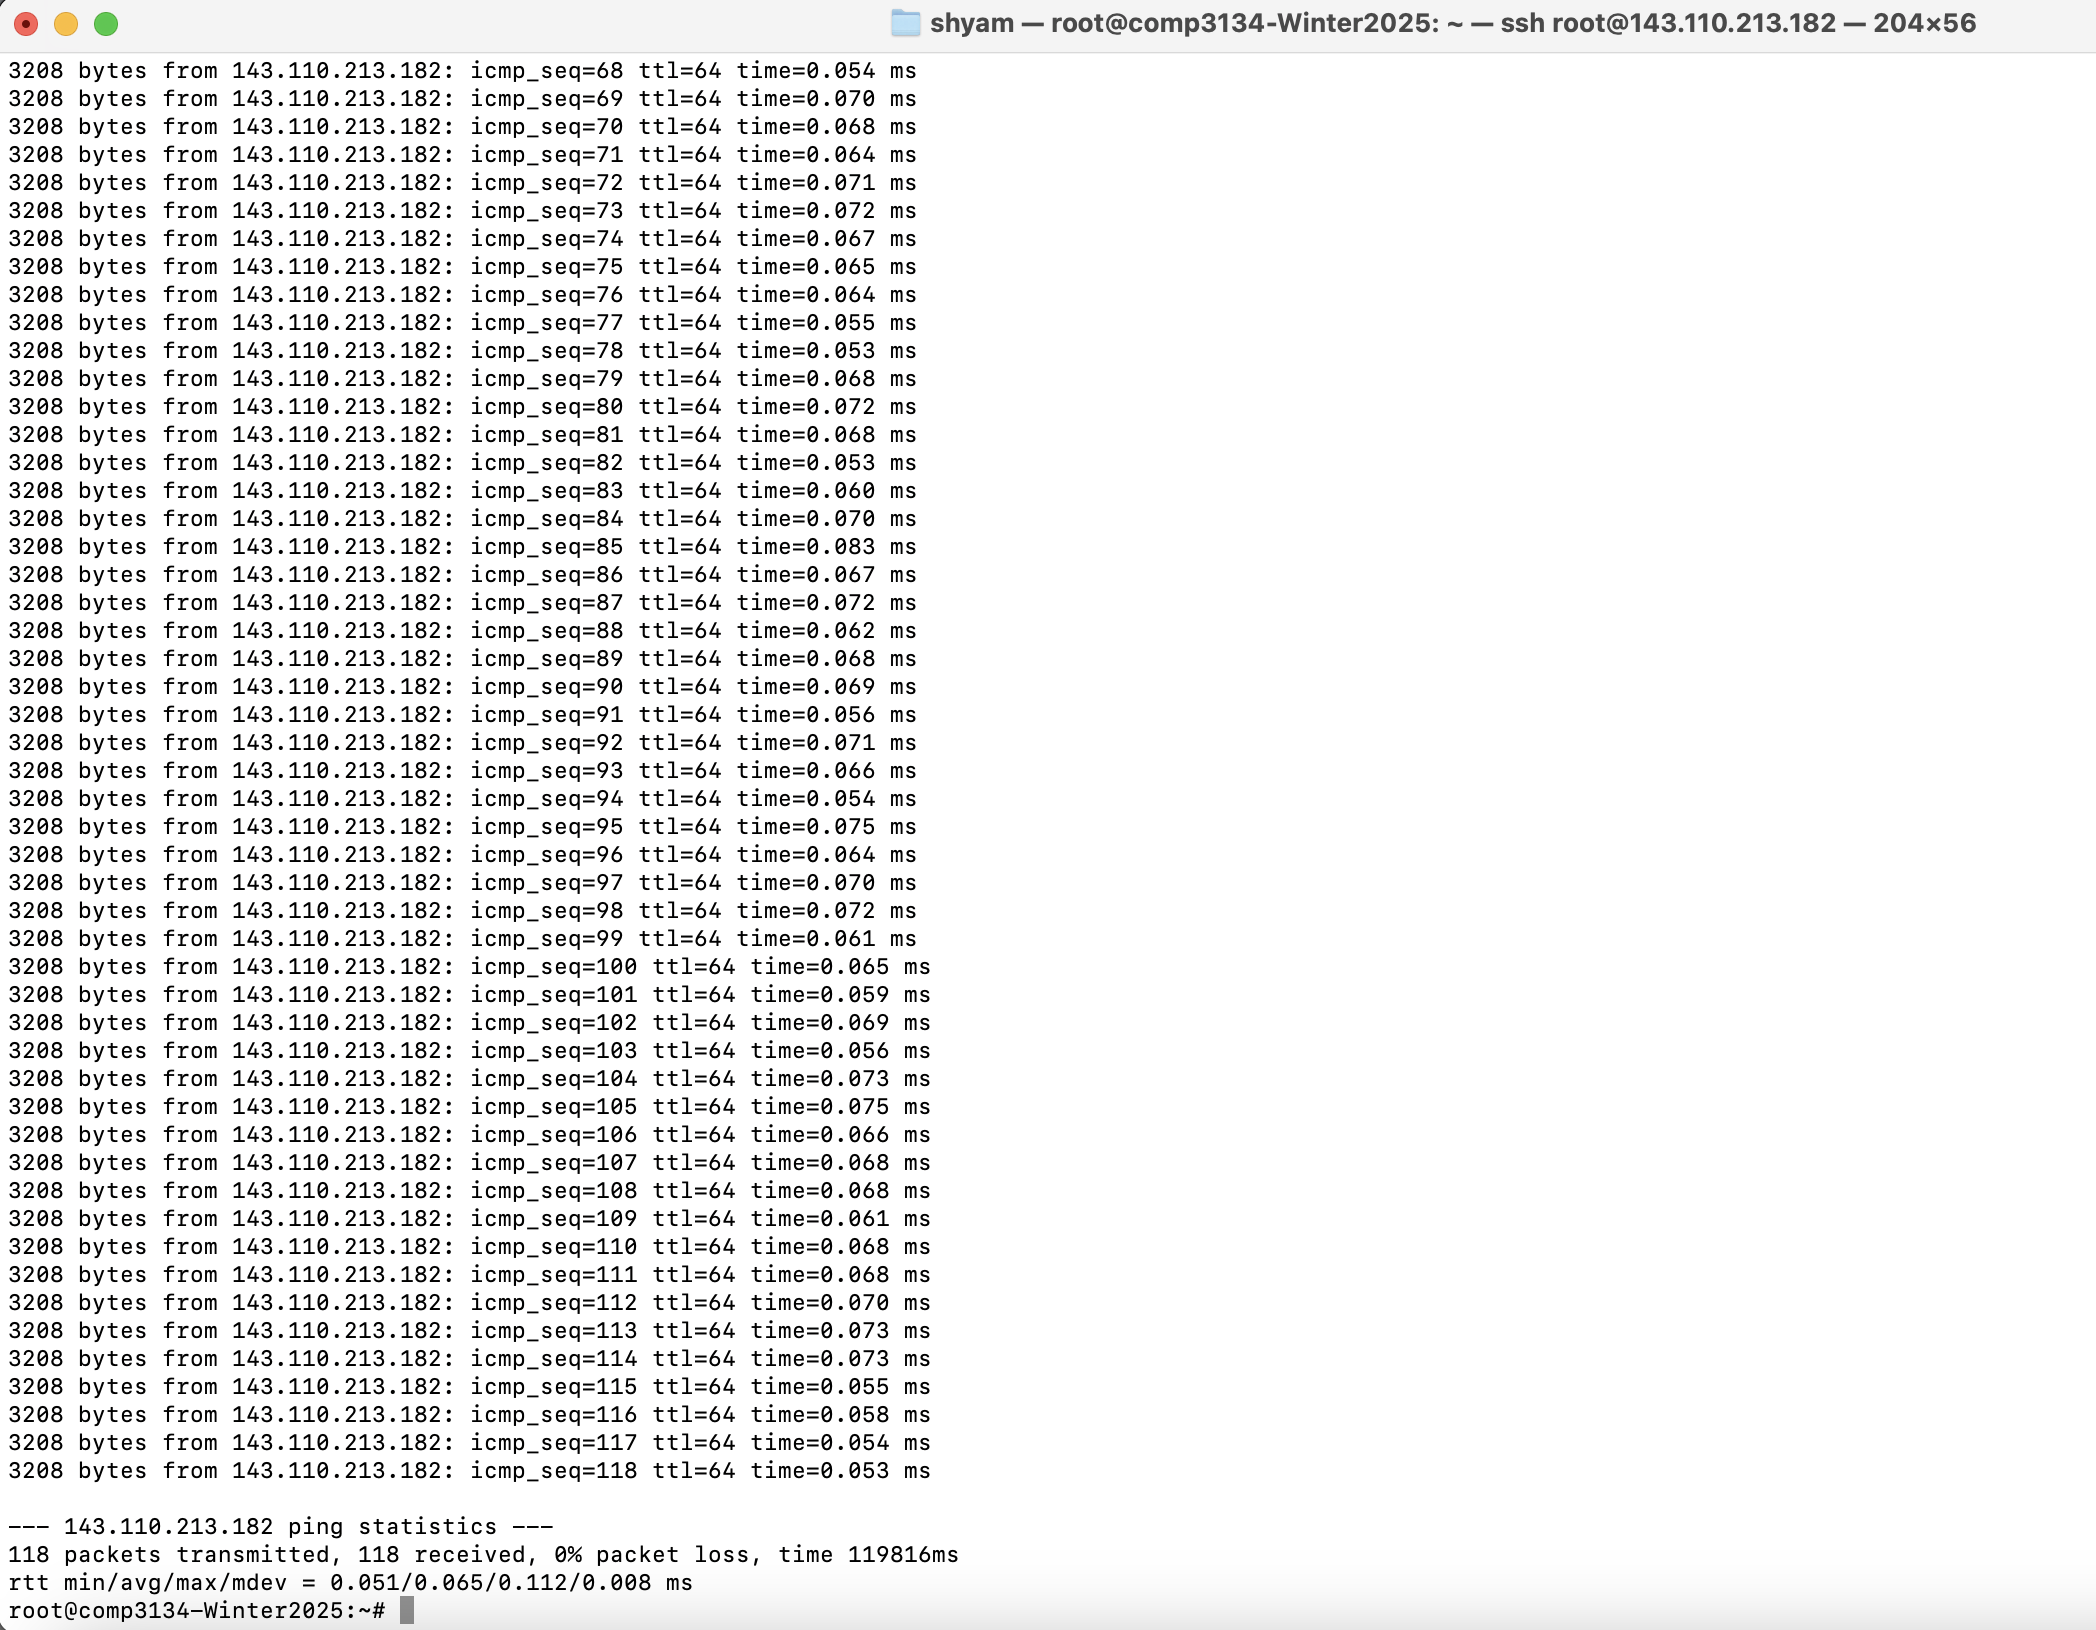 shyam — root@comp3134-Winter2025: ~ — ssh root@143.110.213.182 — 204×56
3208 bytes from 143.110.213.182: icmp_seq=68 ttl=64 time=0.054 ms
3208 bytes from 143.110.213.182: icmp_seq=69 ttl=64 time=0.070 ms
3208 bytes from 143.110.213.182: icmp_seq=70 ttl=64 time=0.068 ms
3208 bytes from 143.110.213.182: icmp_seq=71 ttl=64 time=0.064 ms
3208 bytes from 143.110.213.182: icmp_seq=72 ttl=64 time=0.071 ms
3208 bytes from 143.110.213.182: icmp_seq=73 ttl=64 time=0.072 ms
3208 bytes from 143.110.213.182: icmp_seq=74 ttl=64 time=0.067 ms
3208 bytes from 143.110.213.182: icmp_seq=75 ttl=64 time=0.065 ms
3208 bytes from 143.110.213.182: icmp_seq=76 ttl=64 time=0.064 ms
3208 bytes from 143.110.213.182: icmp_seq=77 ttl=64 time=0.055 ms
3208 bytes from 143.110.213.182: icmp_seq=78 ttl=64 time=0.053 ms
3208 bytes from 143.110.213.182: icmp_seq=79 ttl=64 time=0.068 ms
3208 bytes from 143.110.213.182: icmp_seq=80 ttl=64 time=0.072 ms
3208 bytes from 143.110.213.182: icmp_seq=81 ttl=64 time=0.068 ms
3208 bytes from 143.110.213.182: icmp_seq=82 ttl=64 time=0.053 ms
3208 bytes from 143.110.213.182: icmp_seq=83 ttl=64 time=0.060 ms
3208 bytes from 143.110.213.182: icmp_seq=84 ttl=64 time=0.070 ms
3208 bytes from 143.110.213.182: icmp_seq=85 ttl=64 time=0.083 ms
3208 bytes from 143.110.213.182: icmp_seq=86 ttl=64 time=0.067 ms
3208 bytes from 143.110.213.182: icmp_seq=87 ttl=64 time=0.072 ms
3208 bytes from 143.110.213.182: icmp_seq=88 ttl=64 time=0.062 ms
3208 bytes from 143.110.213.182: icmp_seq=89 ttl=64 time=0.068 ms
3208 bytes from 143.110.213.182: icmp_seq=90 ttl=64 time=0.069 ms
3208 bytes from 143.110.213.182: icmp_seq=91 ttl=64 time=0.056 ms
3208 bytes from 143.110.213.182: icmp_seq=92 ttl=64 time=0.071 ms
3208 bytes from 143.110.213.182: icmp_seq=93 ttl=64 time=0.066 ms
3208 bytes from 143.110.213.182: icmp_seq=94 ttl=64 time=0.054 ms
3208 bytes from 143.110.213.182: icmp_seq=95 ttl=64 time=0.075 ms
3208 bytes from 143.110.213.182: icmp_seq=96 ttl=64 time=0.064 ms
3208 bytes from 143.110.213.182: icmp_seq=97 ttl=64 time=0.070 ms
3208 bytes from 143.110.213.182: icmp_seq=98 ttl=64 time=0.072 ms
3208 bytes from 143.110.213.182: icmp_seq=99 ttl=64 time=0.061 ms
3208 bytes from 143.110.213.182: icmp_seq=100 ttl=64 time=0.065 ms
3208 bytes from 143.110.213.182: icmp_seq=101 ttl=64 time=0.059 ms
3208 bytes from 143.110.213.182: icmp_seq=102 ttl=64 time=0.069 ms
3208 bytes from 143.110.213.182: icmp_seq=103 ttl=64 time=0.056 ms
3208 bytes from 143.110.213.182: icmp_seq=104 ttl=64 time=0.073 ms
3208 bytes from 143.110.213.182: icmp_seq=105 ttl=64 time=0.075 ms
3208 bytes from 143.110.213.182: icmp_seq=106 ttl=64 time=0.066 ms
3208 bytes from 143.110.213.182: icmp_seq=107 ttl=64 time=0.068 ms
3208 bytes from 143.110.213.182: icmp_seq=108 ttl=64 time=0.068 ms
3208 bytes from 143.110.213.182: icmp_seq=109 ttl=64 time=0.061 ms
3208 bytes from 143.110.213.182: icmp_seq=110 ttl=64 time=0.068 ms
3208 bytes from 143.110.213.182: icmp_seq=111 ttl=64 time=0.068 ms
3208 bytes from 143.110.213.182: icmp_seq=112 ttl=64 time=0.070 ms
3208 bytes from 143.110.213.182: icmp_seq=113 ttl=64 time=0.073 ms
3208 bytes from 143.110.213.182: icmp_seq=114 ttl=64 time=0.073 ms
3208 bytes from 143.110.213.182: icmp_seq=115 ttl=64 time=0.055 ms
3208 bytes from 143.110.213.182: icmp_seq=116 ttl=64 time=0.058 ms
3208 bytes from 143.110.213.182: icmp_seq=117 ttl=64 time=0.054 ms
3208 bytes from 143.110.213.182: icmp_seq=118 ttl=64 time=0.053 ms
--- 143.110.213.182 ping statistics ---
118 packets transmitted, 118 received, 0% packet loss, time 119816ms
rtt min/avg/max/mdev = 0.051/0.065/0.112/0.008 ms
root@comp3134-Winter2025:~#